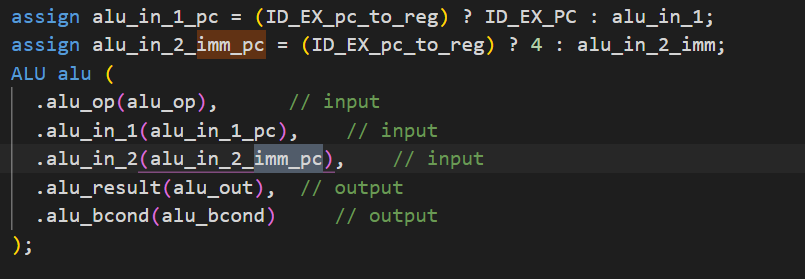 assign alu_in_1_pc = (ID_EX_pc_to_reg) ? ID_EX_PC : alu_in_1;
assign alu_in_2_imm_pc = (ID_EX_pc_to_reg) ? 4 : alu_in_2_imm;
ALU alu (
  .alu_op(alu_op),      // input
  .alu_in_1(alu_in_1_pc),    // input
  .alu_in_2(alu_in_2_imm_pc),    // input
  .alu_result(alu_out),  // output
  .alu_bcond(alu_bcond)     // output
);